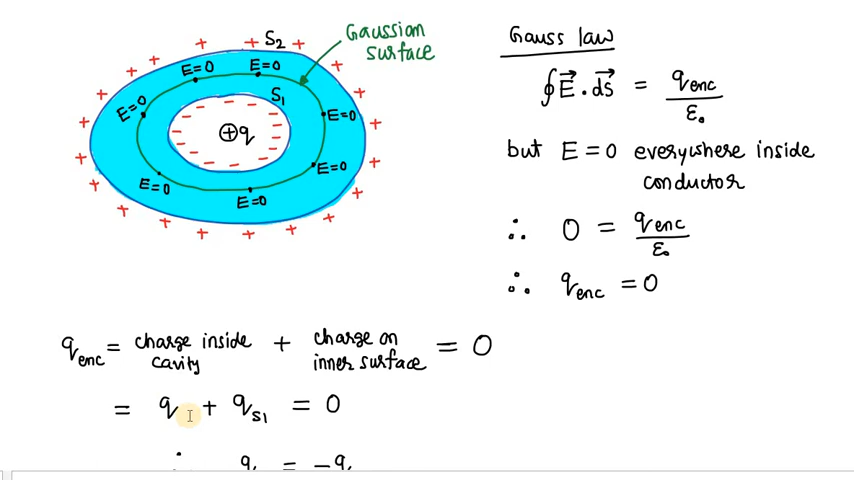 S₂
Gaussian
surface
E=0
E=0
E=0
S₁
E=0
⊕q
E=0
E=0
E=0
Gauss law
∮E⃗.ds⃗ = qenc/ε₀
but E = 0 everywhere inside
conductor
∴ 0 = qenc/ε₀
∴ qenc = 0
qenc = charge inside cavity + charge on inner surface = 0
= q + qs₁ = 0
∴ q = -q